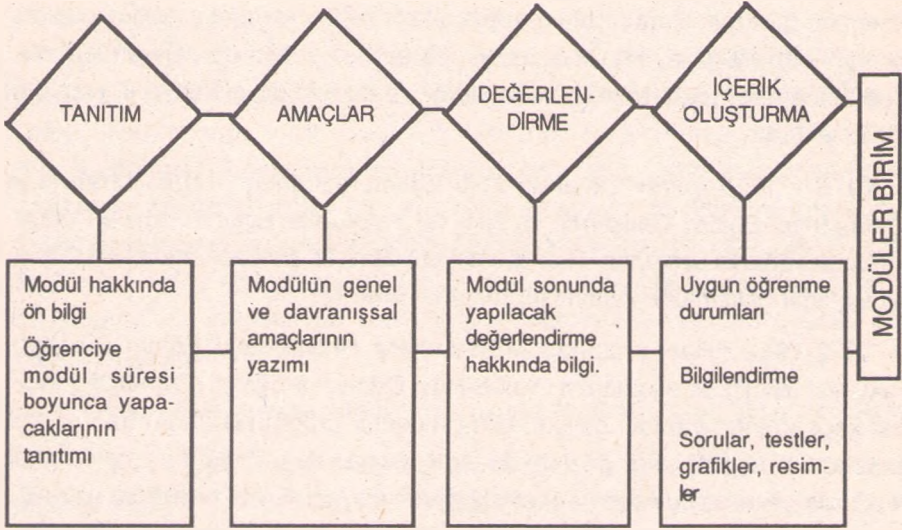 TANITIM
AMAÇLAR
DEĞERLEN-
DİRME
İÇERİK
OLUŞTURMA
MODÜLER BİRİM
Modül hakkında
ön bilgi
Öğrenciye
modül süresi
boyunca yapa-
caklarının
tanıtımı
Modülün genel
ve davranışsal
amaçlarının
yazımı
Modül sonunda
yapılacak
değerlendirme
hakkında bilgi.
Uygun öğrenme
durumları
Bilgilendirme
Sorular, testler,
grafikler, resim-
ler